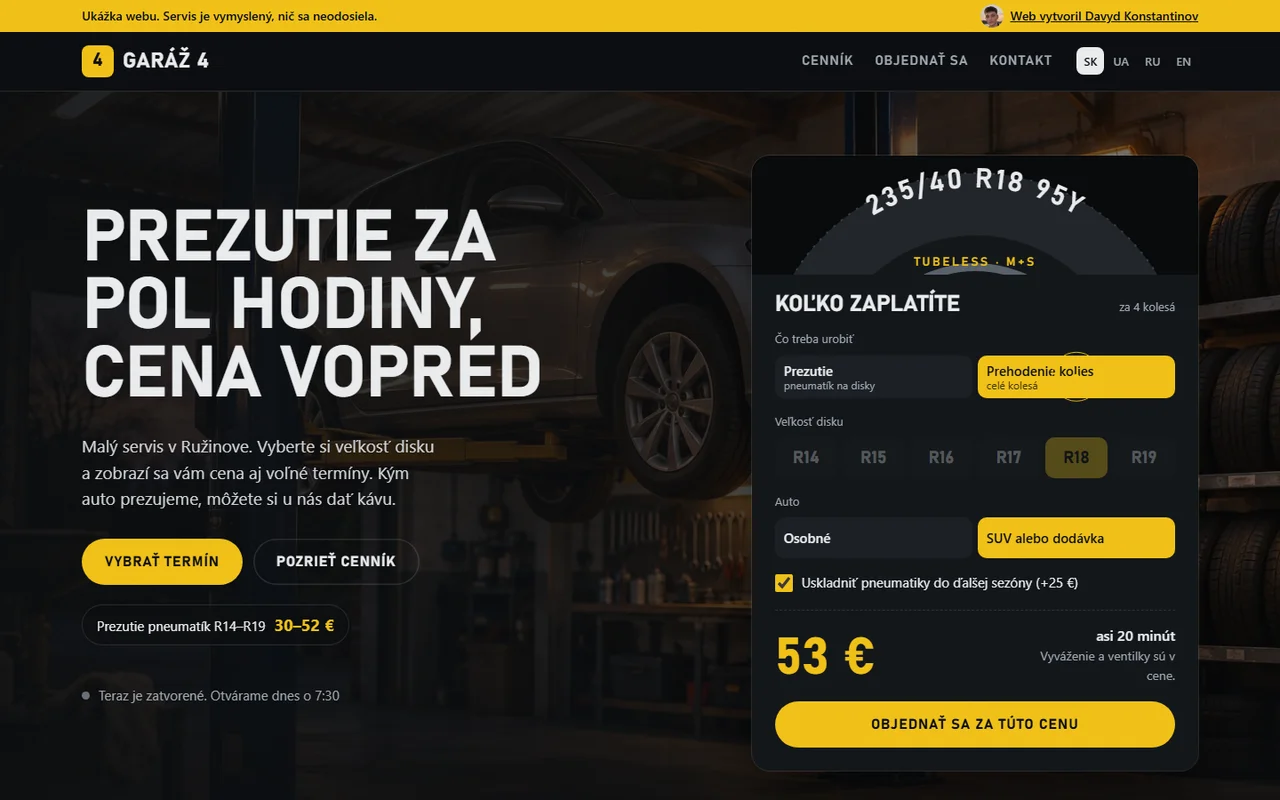 Ukážka webu. Servis je vymyslený, nič sa neodosiela.
Web vytvoril Davyd Konstantinov
4 GARÁŽ 4
CENNÍK OBJEDNAŤ SA KONTAKT SK UA RU EN
PREZUTIE ZA
POL HODINY,
CENA VOPRED
Malý servis v Ružinove. Vyberte si veľkosť disku
a zobrazí sa vám cena aj voľné termíny. Kým
auto prezujeme, môžete si u nás dať kávu.
VYBRAŤ TERMÍN POZRIEŤ CENNÍK
Prezutie pneumatík R14–R19 30–52 €
Teraz je zatvorené. Otvárame dnes o 7:30
235/40 R18 95Y
TUBELESS · M+S
KOĽKO ZAPLATÍTE za 4 kolesá
Čo treba urobiť
Prezutie
pneumatík na disky
Prehodenie kolies
celé kolesá
Veľkosť disku
R14 R15 R16 R17 R18 R19
Auto
Osobné SUV alebo dodávka
Uskladniť pneumatiky do ďalšej sezóny (+25 €)
53 €
asi 20 minút
Vyváženie a ventilky sú v
cene.
OBJEDNAŤ SA ZA TÚTO CENU